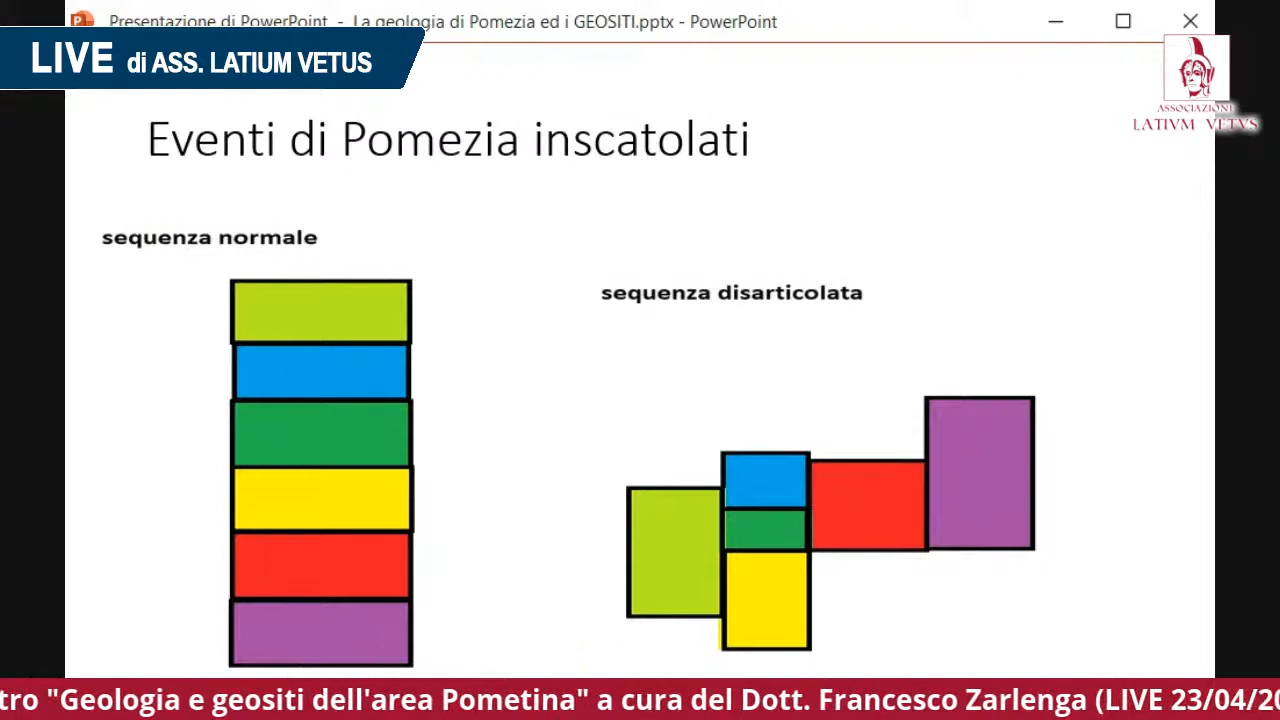 Presentazione di PowerPoint - La geologia di Pomezia ed i GEOSITI.pptx - PowerPoint
LIVE di ASS. LATIUM VETUS
ASSOCIAZIONE
LATIVM VETVS
Eventi di Pomezia inscatolati
sequenza normale
sequenza disarticolata
tro "Geologia e geositi dell'area Pometina" a cura del Dott. Francesco Zarlenga (LIVE 23/04/20